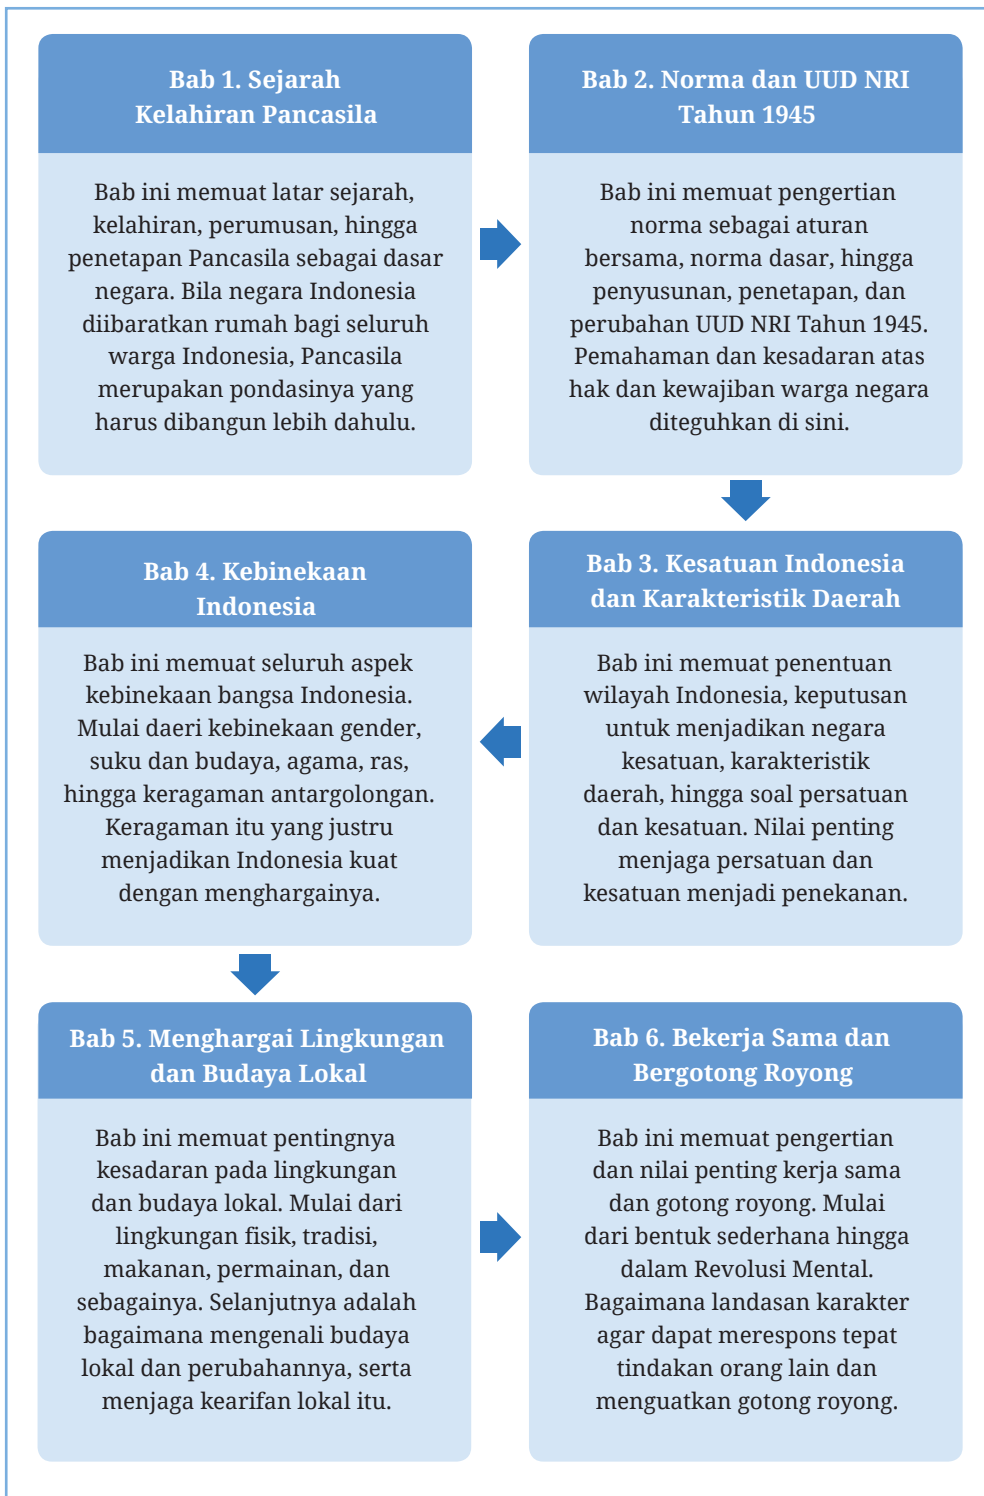 Bab 1. Sejarah
Kelahiran Pancasila
Bab ini memuat latar sejarah,
kelahiran, perumusan, hingga
penetapan Pancasila sebagai dasar
negara. Bila negara Indonesia
diibaratkan rumah bagi seluruh
warga Indonesia, Pancasila
merupakan pondasinya yang
harus dibangun lebih dahulu.
Bab 2. Norma dan UUD NRI
Tahun 1945
Bab ini memuat pengertian
norma sebagai aturan
bersama, norma dasar, hingga
penyusunan, penetapan, dan
perubahan UUD NRI Tahun 1945.
Pemahaman dan kesadaran atas
hak dan kewajiban warga negara
diteguhkan di sini.
Bab 3. Kesatuan Indonesia
dan Karakteristik Daerah
Bab ini memuat penentuan
wilayah Indonesia, keputusan
untuk menjadikan negara
kesatuan, karakteristik
daerah, hingga soal persatuan
dan kesatuan. Nilai penting
menjaga persatuan dan
kesatuan menjadi penekanan.
Bab 4. Kebinekaan
Indonesia
Bab ini memuat seluruh aspek
kebinekaan bangsa Indonesia.
Mulai daeri kebinekaan gender,
suku dan budaya, agama, ras,
hingga keragaman antargolongan.
Keragaman itu yang justru
menjadikan Indonesia kuat
dengan menghargainya.
Bab 5. Menghargai Lingkungan
dan Budaya Lokal
Bab ini memuat pentingnya
kesadaran pada lingkungan
dan budaya lokal. Mulai dari
lingkungan fisik, tradisi,
makanan, permainan, dan
sebagainya. Selanjutnya adalah
bagaimana mengenali budaya
lokal dan perubahannya, serta
menjaga kearifan lokal itu.
Bab 6. Bekerja Sama dan
Bergotong Royong
Bab ini memuat pengertian
dan nilai penting kerja sama
dan gotong royong. Mulai
dari bentuk sederhana hingga
dalam Revolusi Mental.
Bagaimana landasan karakter
agar dapat merespons tepat
tindakan orang lain dan
menguatkan gotong royong.